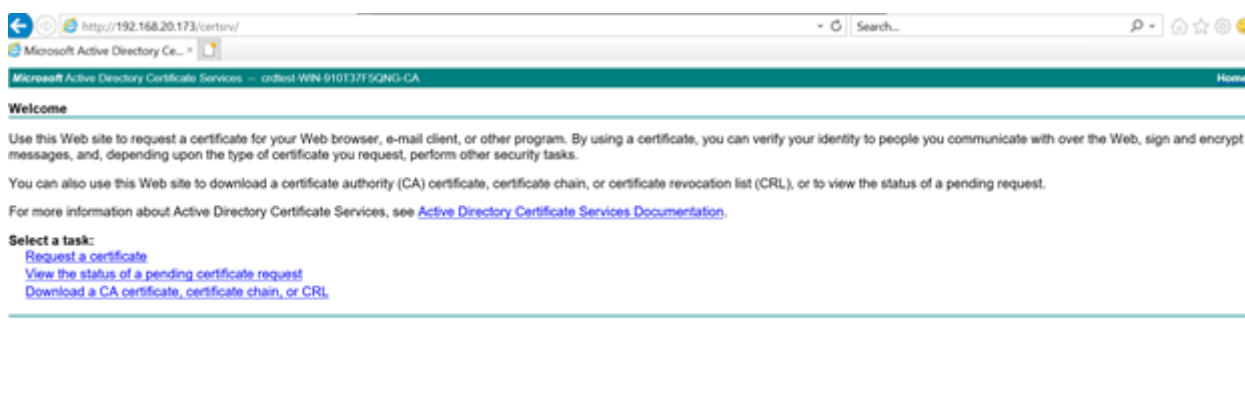 http://192.168.20.173/certsrv/
Search...
Microsoft Active Directory Ce...
Microsoft Active Directory Certificate Services -- crdtest-WIN-910T37F5QNG-CA
Home
Welcome
Use this Web site to request a certificate for your Web browser, e-mail client, or other program. By using a certificate, you can verify your identity to people you communicate with over the Web, sign and encrypt
messages, and, depending upon the type of certificate you request, perform other security tasks.
You can also use this Web site to download a certificate authority (CA) certificate, certificate chain, or certificate revocation list (CRL), or to view the status of a pending request.
For more information about Active Directory Certificate Services, see Active Directory Certificate Services Documentation.
Select a task:
Request a certificate
View the status of a pending certificate request
Download a CA certificate, certificate chain, or CRL